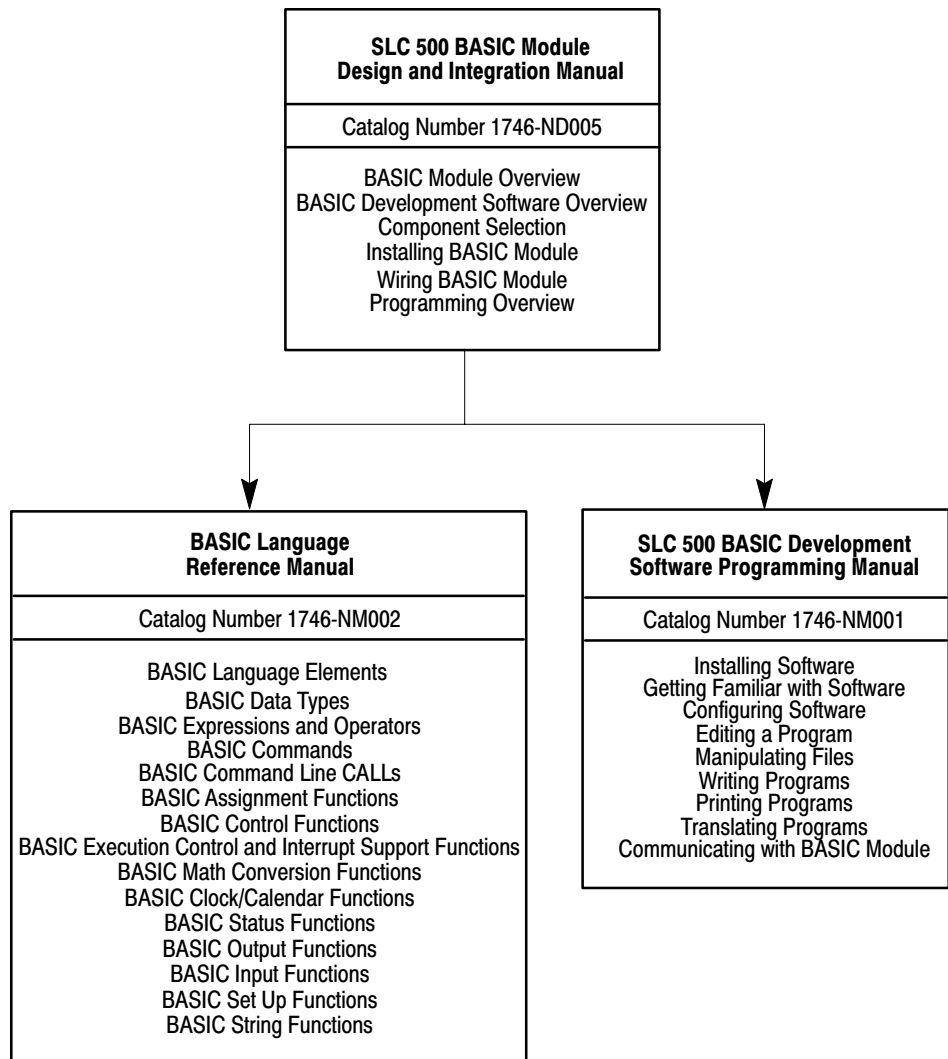 SLC 500 BASIC Module
Design and Integration Manual
Catalog Number 1746-ND005
BASIC Module Overview
BASIC Development Software Overview
Component Selection
Installing BASIC Module
Wiring BASIC Module
Programming Overview
BASIC Language
Reference Manual
Catalog Number 1746-NM002
BASIC Language Elements
BASIC Data Types
BASIC Expressions and Operators
BASIC Commands
BASIC Command Line CALLs
BASIC Assignment Functions
BASIC Control Functions
BASIC Execution Control and Interrupt Support Functions
BASIC Math Conversion Functions
BASIC Clock/Calendar Functions
BASIC Status Functions
BASIC Output Functions
BASIC Input Functions
BASIC Set Up Functions
BASIC String Functions
SLC 500 BASIC Development
Software Programming Manual
Catalog Number 1746-NM001
Installing Software
Getting Familiar with Software
Configuring Software
Editing a Program
Manipulating Files
Writing Programs
Printing Programs
Translating Programs
Communicating with BASIC Module